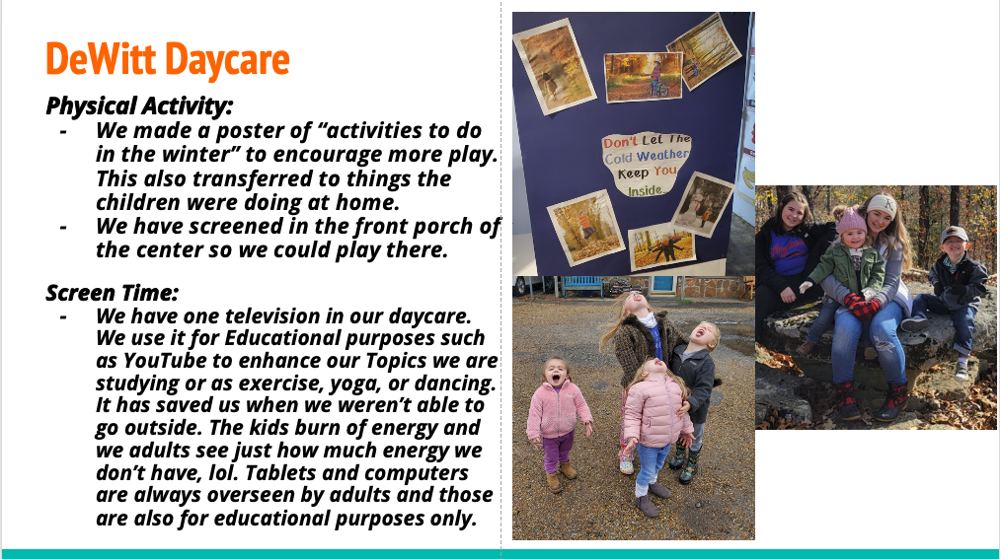 DeWitt Daycare
Physical Activity:
- We made a poster of “activities to do
in the winter” to encourage more play.
This also transferred to things the
children were doing at home.
- We have screened in the front porch of
the center so we could play there.
Screen Time:
- We have one television in our daycare.
We use it for Educational purposes such
as YouTube to enhance our Topics we are
studying or as exercise, yoga, or dancing.
It has saved us when we weren’t able to
go outside. The kids burn of energy and
we adults see just how much energy we
don’t have, lol. Tablets and computers
are always overseen by adults and those
are also for educational purposes only.
Don't Let The
Cold Weather
Keep You
Inside